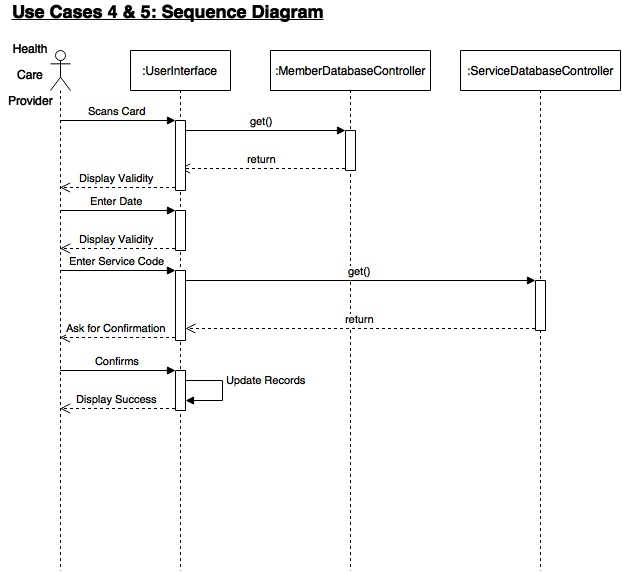 Use Cases 4 & 5: Sequence Diagram
Health
Care
Provider
:UserInterface
:MemberDatabaseController
:ServiceDatabaseController
Scans Card
get()
return
Display Validity
Enter Date
Display Validity
Enter Service Code
get()
return
Ask for Confirmation
Confirms
Update Records
Display Success